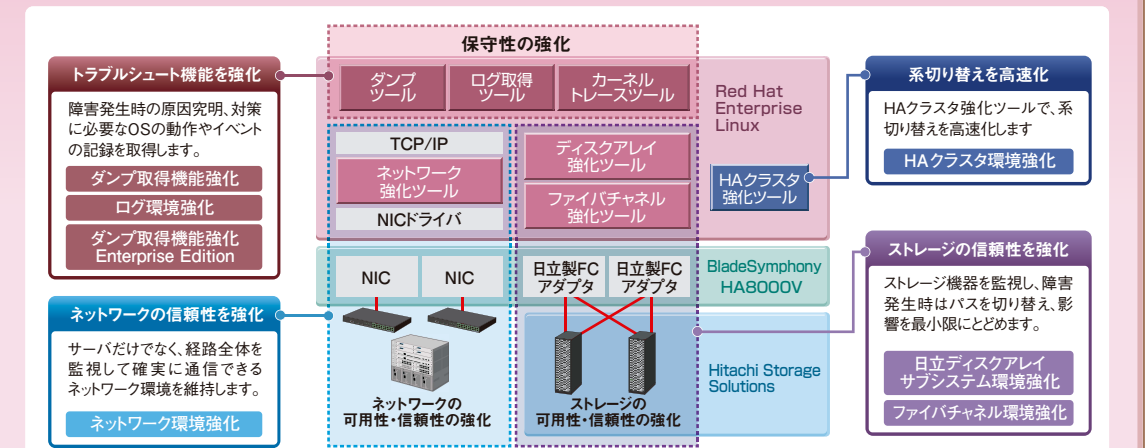 保守性の強化
トラブルシュート機能を強化
障害発生時の原因究明、対策
に必要なOSの動作やイベント
の記録を取得します。
ダンプ取得機能強化
ログ環境強化
ダンプ取得機能強化
Enterprise Edition
ネットワークの信頼性を強化
サーバだけでなく、経路全体を
監視して確実に通信できる
ネットワーク環境を維持します。
ネットワーク環境強化
ダンプ
ツール
ログ取得
ツール
カーネル
トレースツール
Red Hat
Enterprise
Linux
TCP/IP
ネットワーク
強化ツール
NICドライバ
ディスクアレイ
強化ツール
ファイバチャネル
強化ツール
HAクラスタ
強化ツール
NIC
NIC
日立製FC
アダプタ
日立製FC
アダプタ
BladeSymphony
HA8000V
ネットワークの
可用性・信頼性の強化
ストレージの
可用性・信頼性の強化
Hitachi Storage
Solutions
系切り替えを高速化
HAクラスタ強化ツールで、系
切り替えを高速化します
HAクラスタ環境強化
ストレージの信頼性を強化
ストレージ機器を監視し、障害
発生時はパスを切り替え、影
響を最小限にとどめます。
日立ディスクアレイ
サブシステム環境強化
ファイバチャネル環境強化